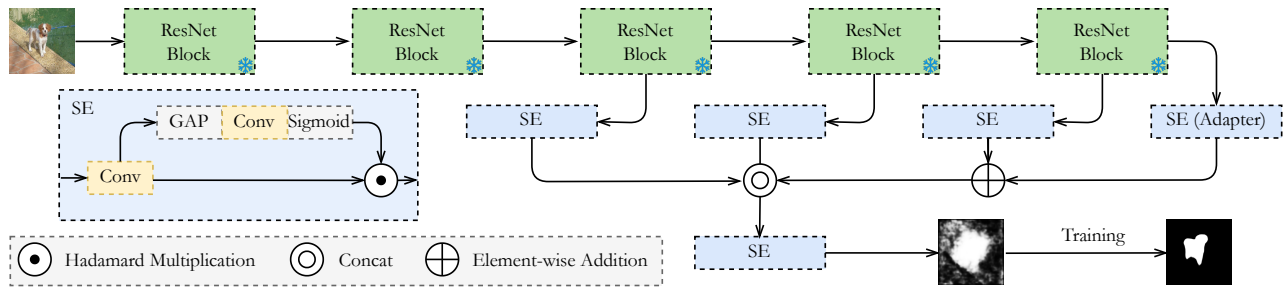 ResNet
Block
ResNet
Block
ResNet
Block
ResNet
Block
ResNet
Block
SE
GAP
Conv
Sigmoid
Conv
SE
SE
SE
SE (Adapter)
SE
Training
Hadamard Multiplication
Concat
Element-wise Addition